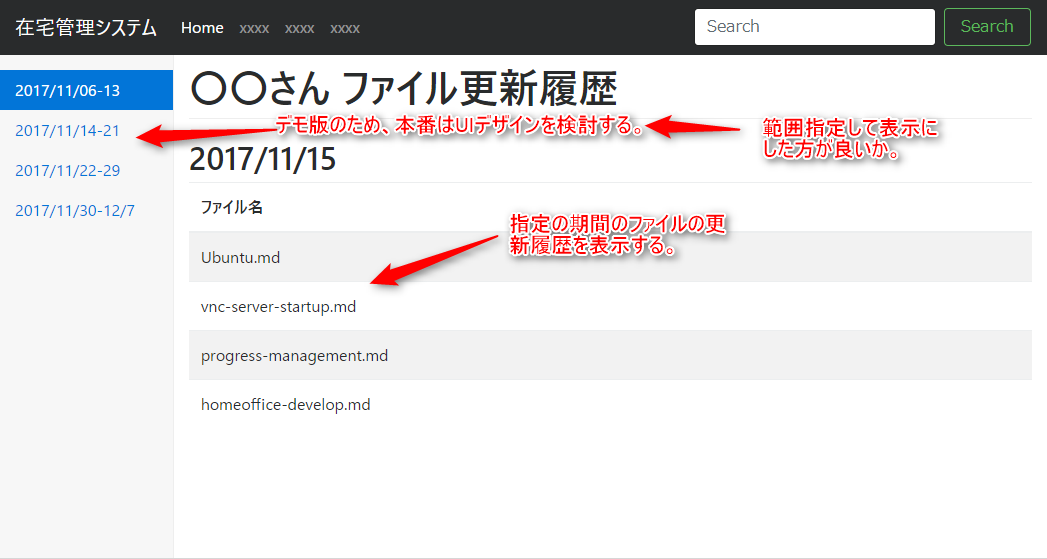 在宅管理システム Home xxxx xxxx xxxx Search Search
2017/11/06-13
2017/11/14-21
2017/11/22-29
2017/11/30-12/7
〇〇さん ファイル更新履歴
デモ版のため、本番はUIデザインを検討する。
範囲指定して表示に
した方が良いか。
2017/11/15
ファイル名
指定の期間のファイルの更
新履歴を表示する。
Ubuntu.md
vnc-server-startup.md
progress-management.md
homeoffice-develop.md